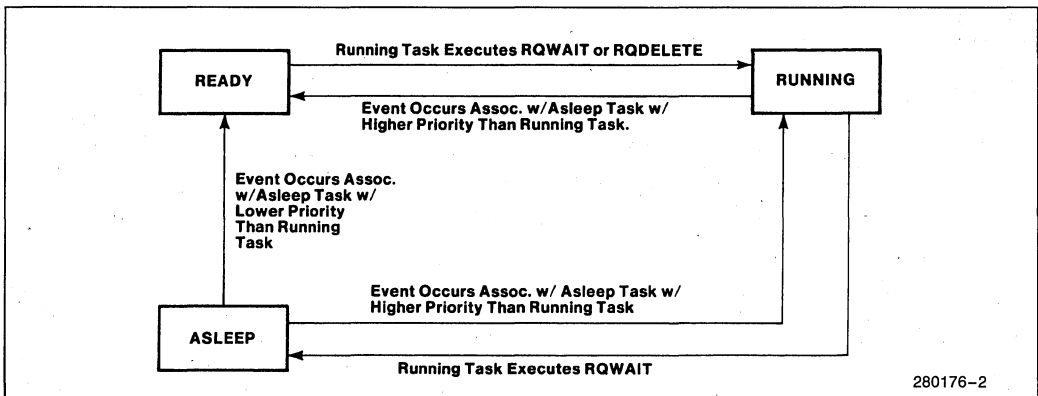 Running Task Executes RQWAIT or RQDELETE
READY
RUNNING
Event Occurs Assoc. w/Asleep Task w/
Higher Priority Than Running Task.
Event Occurs Assoc.
w/Asleep Task w/
Lower Priority
Than Running
Task
Event Occurs Assoc. w/ Asleep Task w/
Higher Priority Than Running Task
ASLEEP
Running Task Executes RQWAIT
280176–2